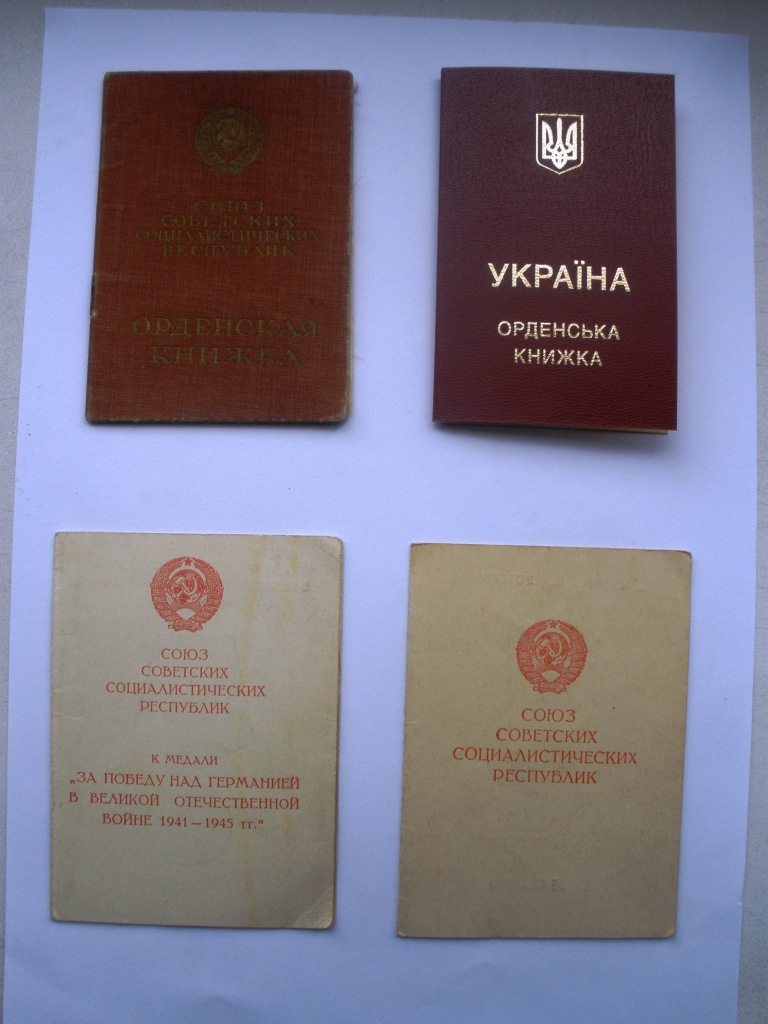 СОЮЗ
СОВЕТСКИХ
СОЦИАЛИСТИЧЕСКИХ
РЕСПУБЛИК
ОРДЕНСКАЯ
КНИЖКА
УКРАЇНА
ОРДЕНСЬКА
КНИЖКА
СОЮЗ
СОВЕТСКИХ
СОЦИАЛИСТИЧЕСКИХ
РЕСПУБЛИК
К МЕДАЛИ
„ЗА ПОБЕДУ НАД ГЕРМАНИЕЙ
В ВЕЛИКОЙ ОТЕЧЕСТВЕННОЙ
ВОЙНЕ 1941—1945 гг.“
СОЮЗ
СОВЕТСКИХ
СОЦИАЛИСТИЧЕСКИХ
РЕСПУБЛИК